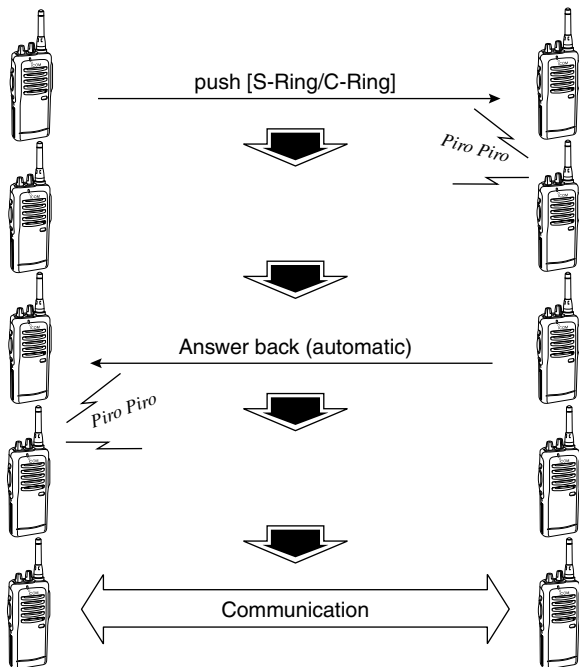 push [S-Ring/C-Ring]
Piro Piro
Answer back (automatic)
Piro Piro
Communication